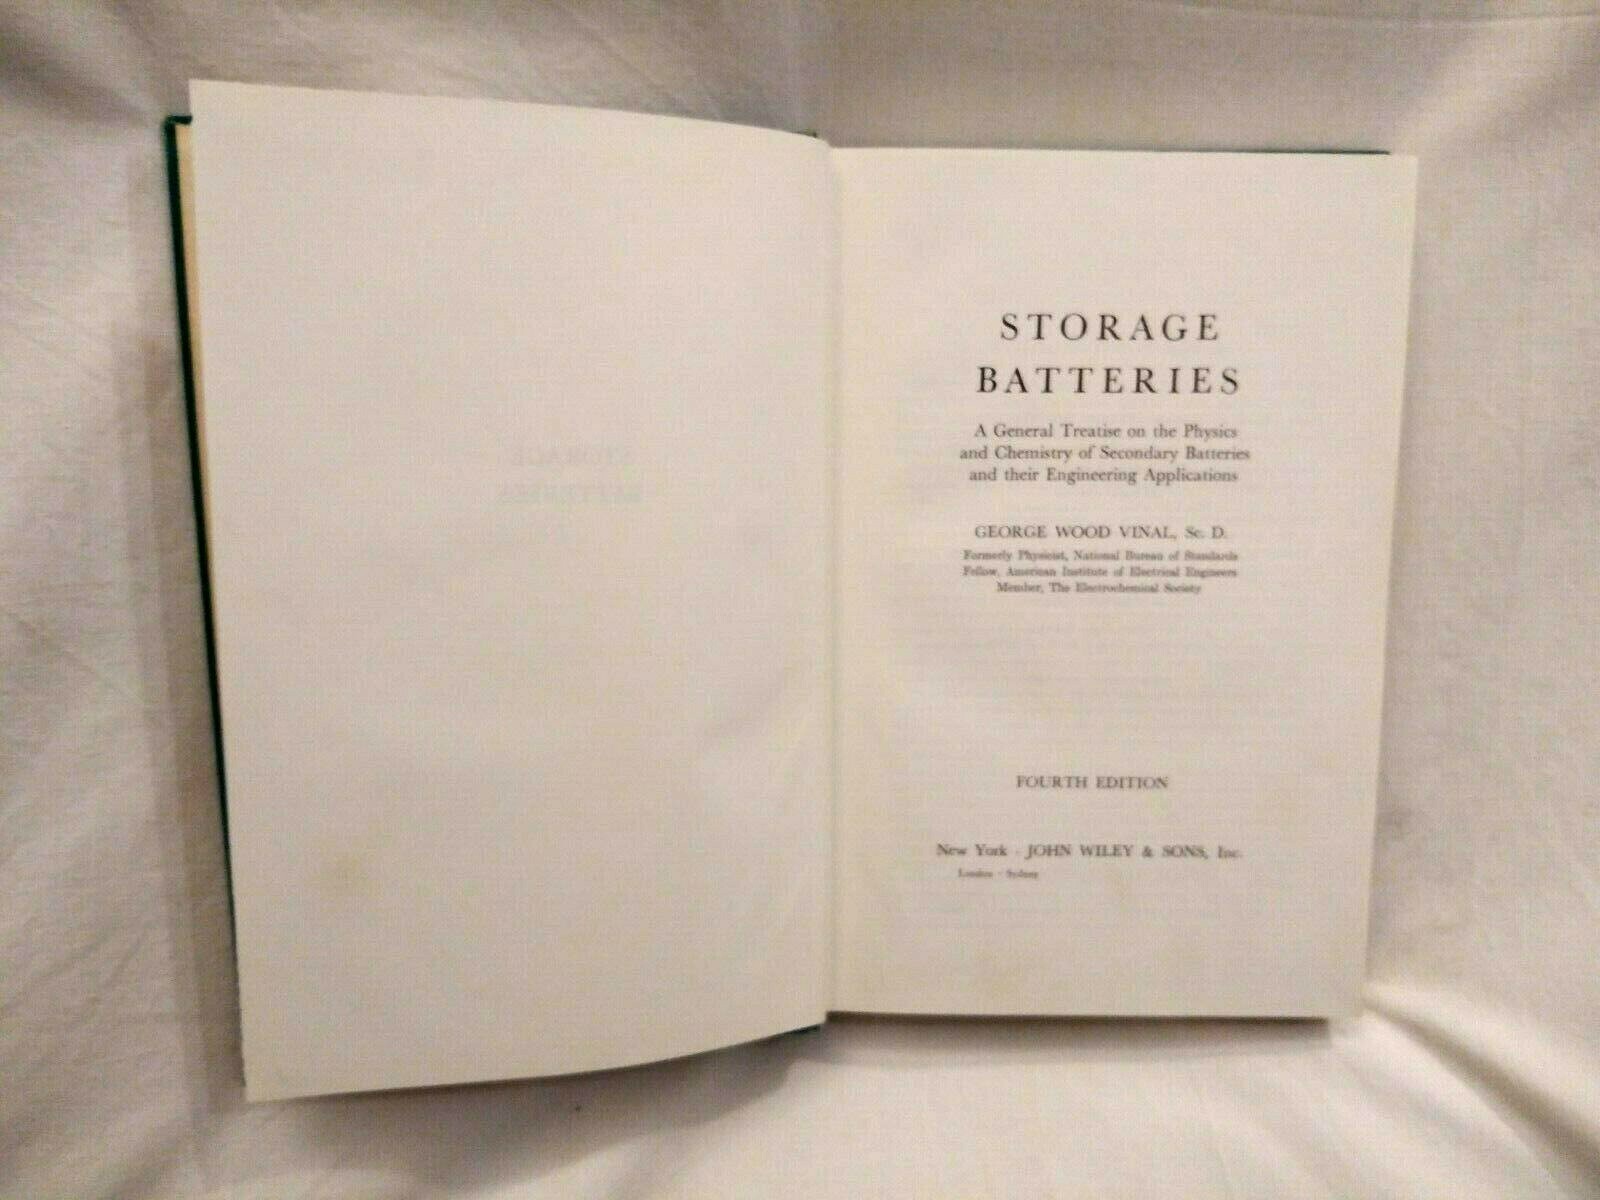 STORAGE
BATTERIES
A General Treatise on the Physics
and Chemistry of Secondary Batteries
and their Engineering Applications
GEORGE WOOD VINAL, Sc. D.
Formerly Physicist, National Bureau of Standards
Fellow, American Institute of Electrical Engineers
Member, The Electrochemical Society
FOURTH EDITION
New York · JOHN WILEY & SONS, Inc.
London · Sydney